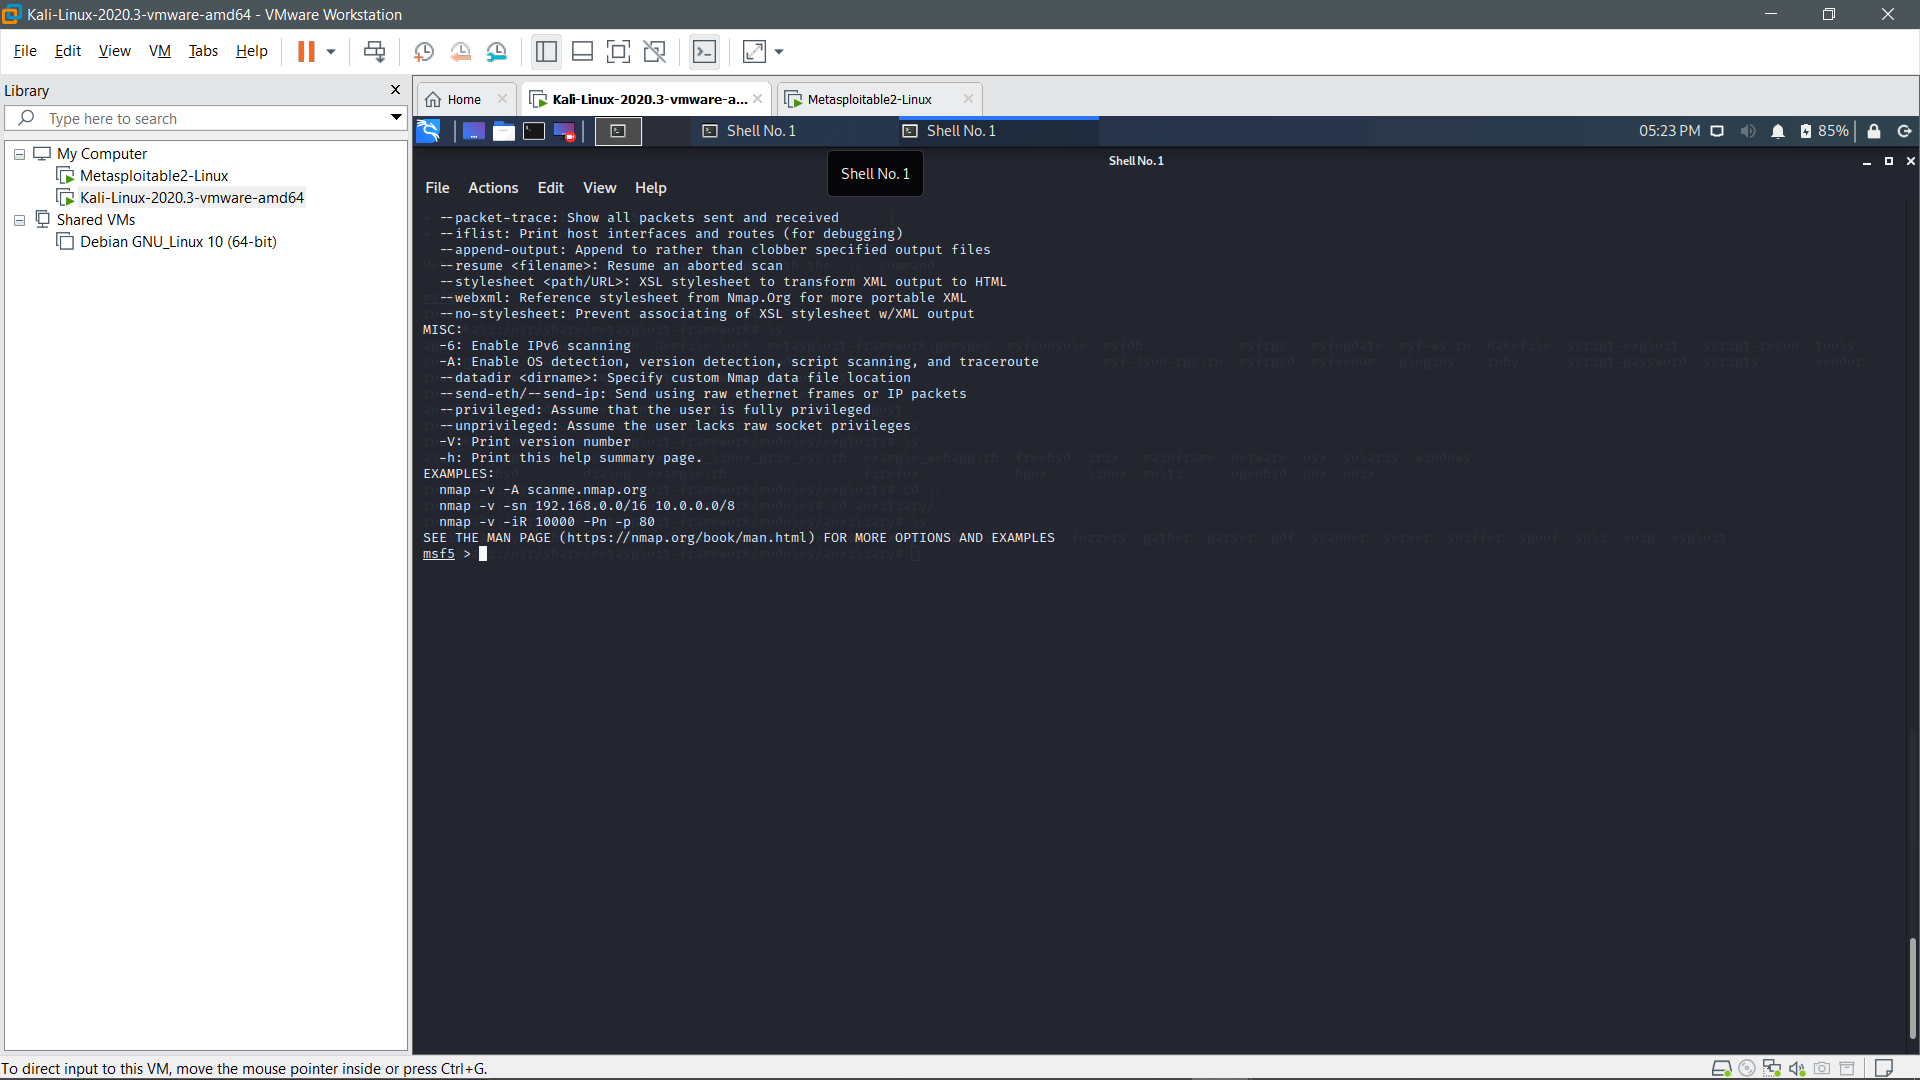 Kali-Linux-2020.3-vmware-amd64 - VMware Workstation
File Edit View VM Tabs Help
Library
Type here to search
My Computer
Metasploitable2-Linux
Kali-Linux-2020.3-vmware-amd64
Shared VMs
Debian GNU_Linux 10 (64-bit)
Home Kali-Linux-2020.3-vmware-a... Metasploitable2-Linux
Shell No. 1 Shell No. 1 05:23 PM 85%
Shell No. 1
Shell No. 1
File Actions Edit View Help
--packet-trace: Show all packets sent and received
--iflist: Print host interfaces and routes (for debugging)
--append-output: Append to rather than clobber specified output files
--resume <filename>: Resume an aborted scan
--stylesheet <path/URL>: XSL stylesheet to transform XML output to HTML
--webxml: Reference stylesheet from Nmap.Org for more portable XML
--no-stylesheet: Prevent associating of XSL stylesheet w/XML output
MISC:
-6: Enable IPv6 scanning
-A: Enable OS detection, version detection, script scanning, and traceroute
--datadir <dirname>: Specify custom Nmap data file location
--send-eth/--send-ip: Send using raw ethernet frames or IP packets
--privileged: Assume that the user is fully privileged
--unprivileged: Assume the user lacks raw socket privileges
-V: Print version number
-h: Print this help summary page.
EXAMPLES:
nmap -v -A scanme.nmap.org
nmap -v -sn 192.168.0.0/16 10.0.0.0/8
nmap -v -iR 10000 -Pn -p 80
SEE THE MAN PAGE (https://nmap.org/book/man.html) FOR MORE OPTIONS AND EXAMPLES
msf5 >
To direct input to this VM, move the mouse pointer inside or press Ctrl+G.